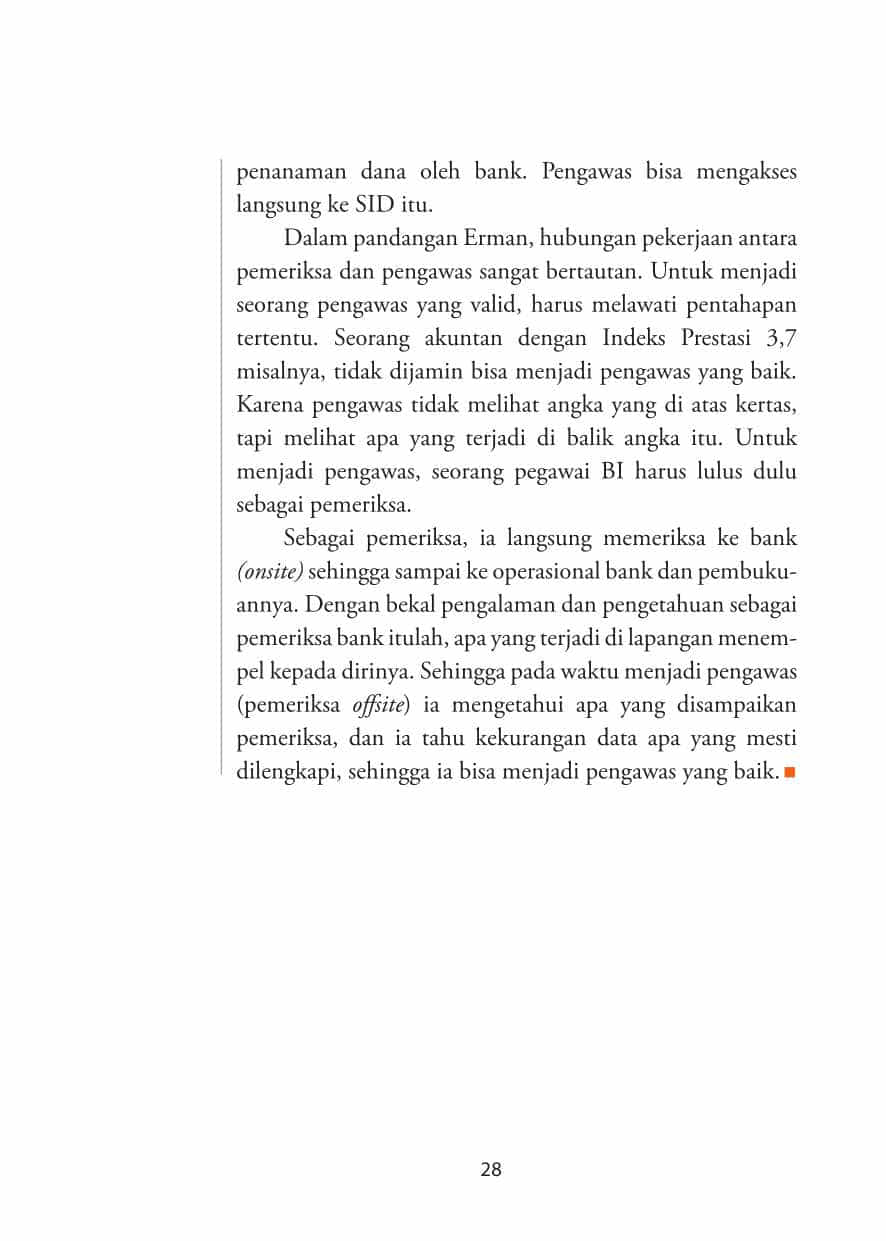 penanaman dana oleh bank. Pengawas bisa mengakses
langsung ke SID itu.
Dalam pandangan Erman, hubungan pekerjaan antara
pemeriksa dan pengawas sangat bertautan. Untuk menjadi
seorang pengawas yang valid, harus melawati pentahapan
tertentu. Seorang akuntan dengan Indeks Prestasi 3,7
misalnya, tidak dijamin bisa menjadi pengawas yang baik.
Karena pengawas tidak melihat angka yang di atas kertas,
tapi melihat apa yang terjadi di balik angka itu. Untuk
menjadi pengawas, seorang pegawai BI harus lulus dulu
sebagai pemeriksa.
Sebagai pemeriksa, ia langsung memeriksa ke bank
(onsite) sehingga sampai ke operasional bank dan pembuku-
annya. Dengan bekal pengalaman dan pengetahuan sebagai
pemeriksa bank itulah, apa yang terjadi di lapangan menem-
pel kepada dirinya. Sehingga pada waktu menjadi pengawas
(pemeriksa offsite) ia mengetahui apa yang disampaikan
pemeriksa, dan ia tahu kekurangan data apa yang mesti
dilengkapi, sehingga ia bisa menjadi pengawas yang baik.
28